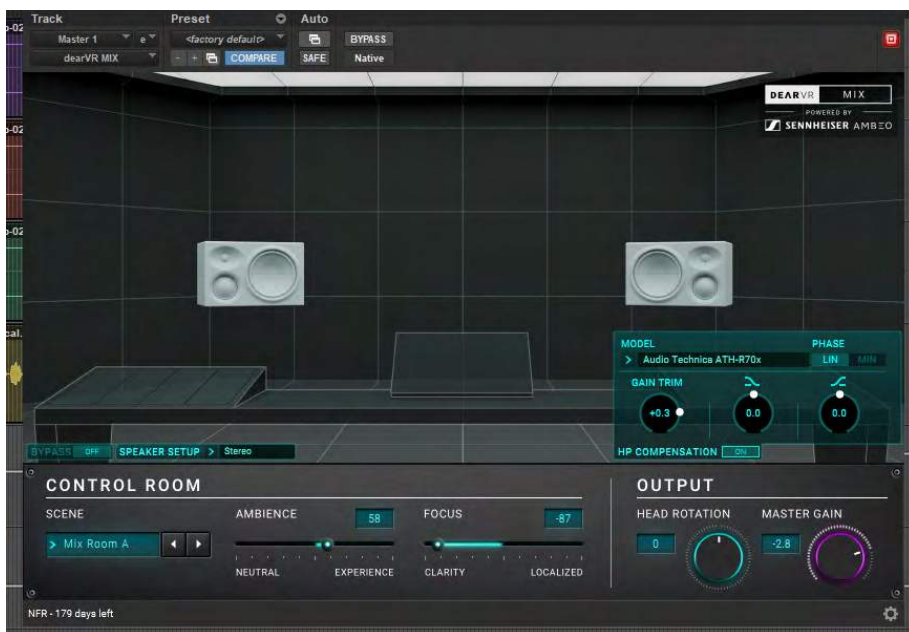 Track
Preset
Auto
Master 1
e
<factory default>
BYPASS
dearVR MIX
- +
COMPARE
SAFE
Native
DEARVR MIX
POWERED BY
SENNHEISER AMBEO
MODEL
PHASE
> Audio Technica ATH-R70x
LIN
MIN
GAIN TRIM
+0.3
0.0
0.0
BYPASS OFF
SPEAKER SETUP > Stereo
HP COMPENSATION ON
CONTROL ROOM
OUTPUT
SCENE
AMBIENCE
58
FOCUS
-87
HEAD ROTATION
MASTER GAIN
> Mix Room A
0
-2.8
NEUTRAL
EXPERIENCE
CLARITY
LOCALIZED
NFR - 179 days left